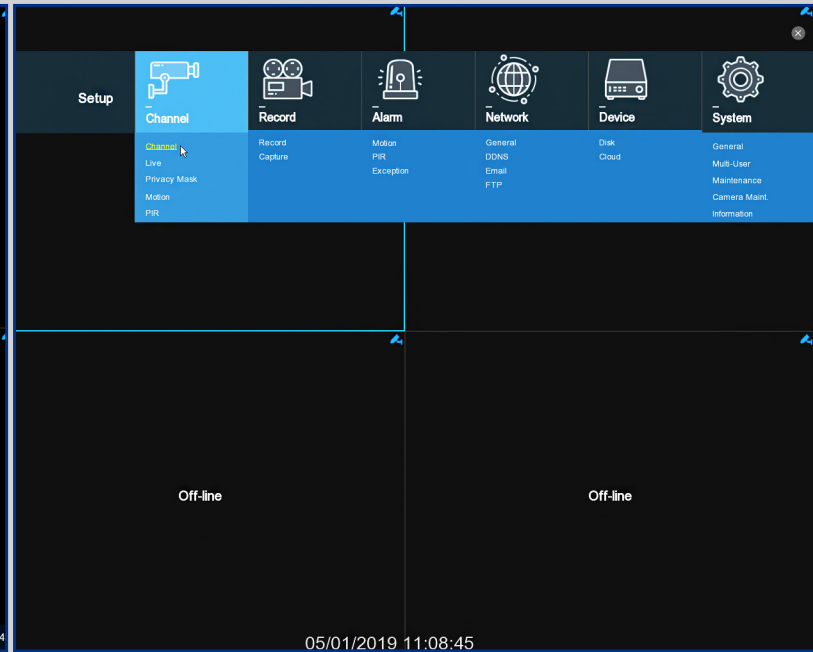 Setup
Channel
Channel
Live
Privacy Mask
Motion
PIR
Record
Record
Capture
Alarm
Motion
PIR
Exception
Network
General
DDNS
Email
FTP
Device
Disk
Cloud
System
General
Multi-User
Maintenance
Camera Maint.
Information
Off-line
Off-line
4
05/01/2019 11:08:45